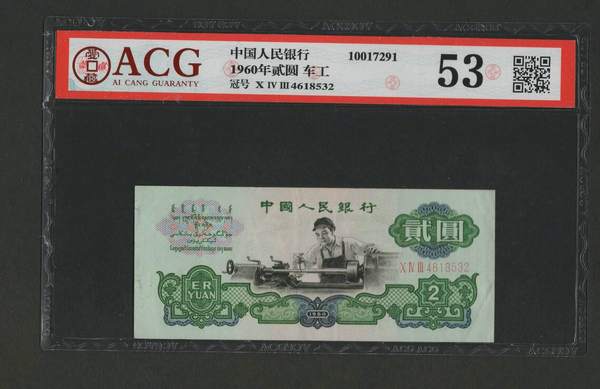 ACG
AI CANG GUARANTY
中国人民银行 10017291
1960年贰圆 车工
冠号 X IV III 4618532
53
中國人民銀行
貳圓
X IV III 4618532
ER
YUAN
1960
2
ACG ACG